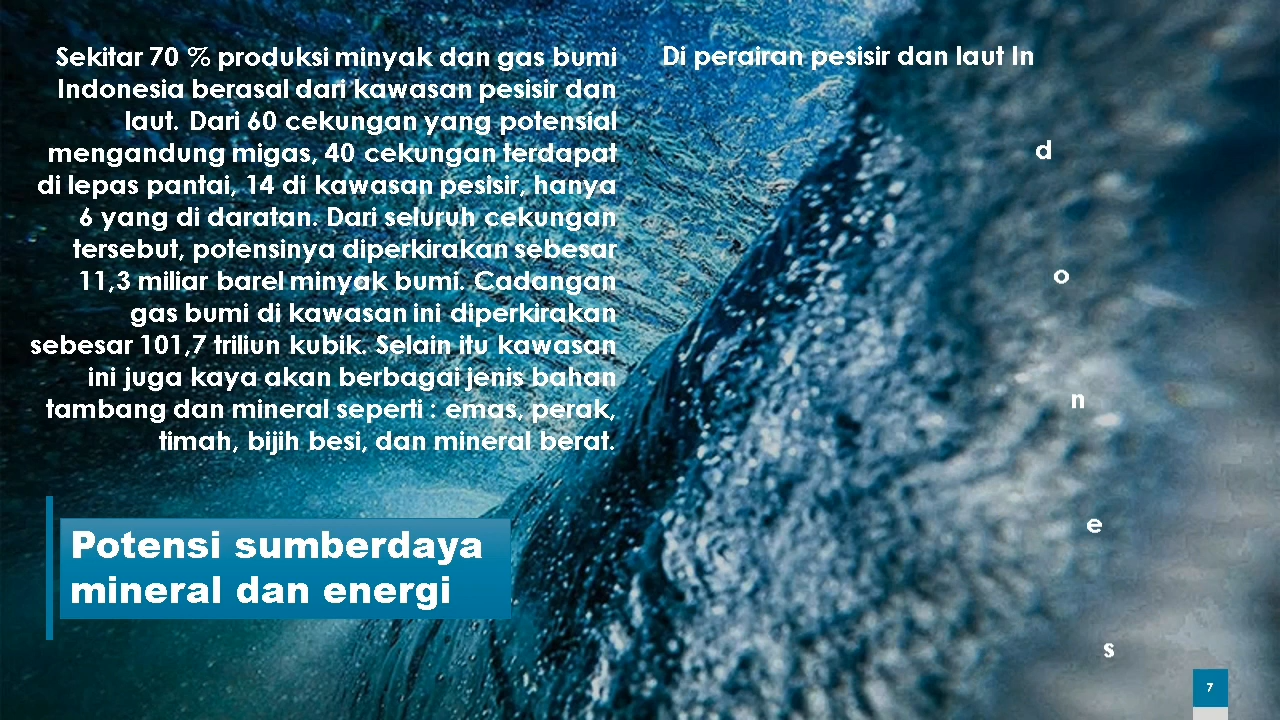 Sekitar 70 % produksi minyak dan gas bumi
Indonesia berasal dari kawasan pesisir dan
laut. Dari 60 cekungan yang potensial
mengandung migas, 40 cekungan terdapat
di lepas pantai, 14 di kawasan pesisir, hanya
6 yang di daratan. Dari seluruh cekungan
tersebut, potensinya diperkirakan sebesar
11,3 miliar barel minyak bumi. Cadangan
gas bumi di kawasan ini diperkirakan
sebesar 101,7 triliun kubik. Selain itu kawasan
ini juga kaya akan berbagai jenis bahan
tambang dan mineral seperti : emas, perak,
timah, bijih besi, dan mineral berat.
Di perairan pesisir dan laut In
d
o
n
e
s
Potensi sumberdaya
mineral dan energi
7